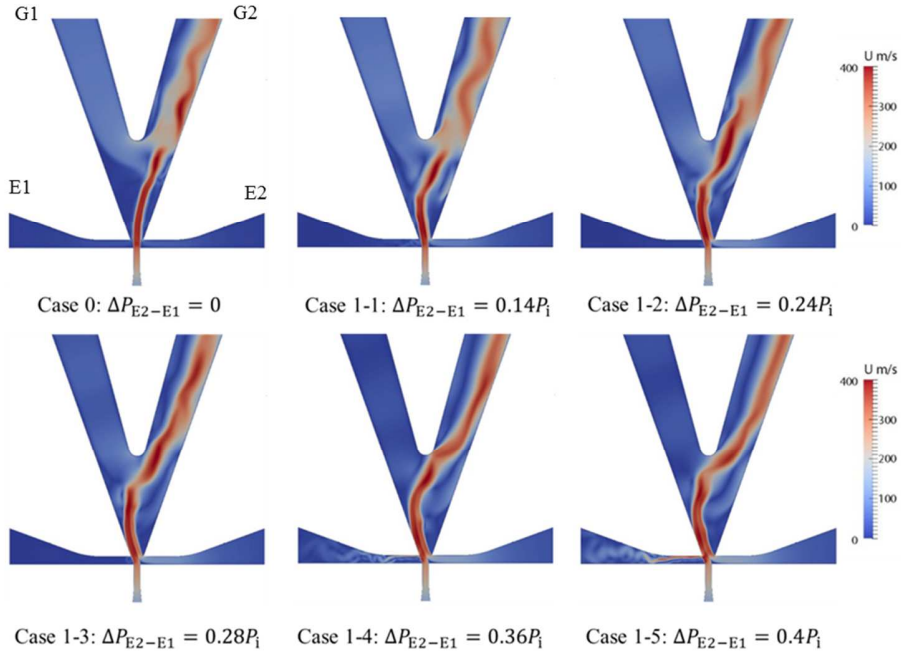 G1 G2
U m/s
400
300
200
100
0
E1 E2
Case 0: ΔP_E2−E1 = 0 Case 1-1: ΔP_E2−E1 = 0.14P_i Case 1-2: ΔP_E2−E1 = 0.24P_i
U m/s
400
300
200
100
0
Case 1-3: ΔP_E2−E1 = 0.28P_i Case 1-4: ΔP_E2−E1 = 0.36P_i Case 1-5: ΔP_E2−E1 = 0.4P_i